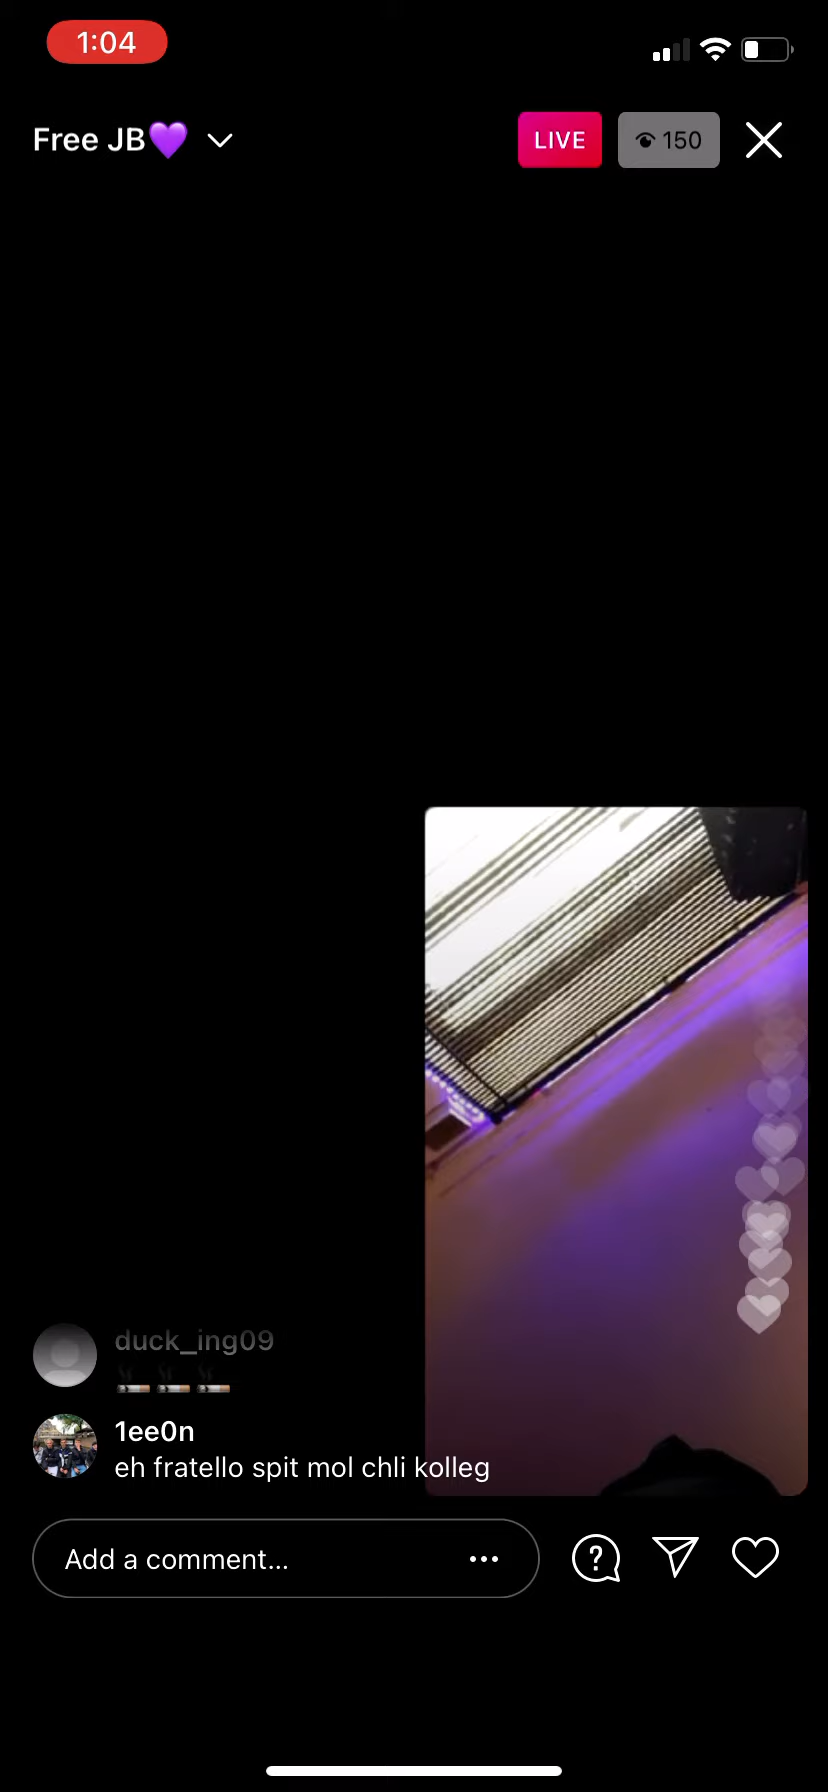 1:04
Free JB💜
LIVE
150
duck_ing09
🚬🚬🚬
1ee0n
eh fratello spit mol chli kolleg
Add a comment...